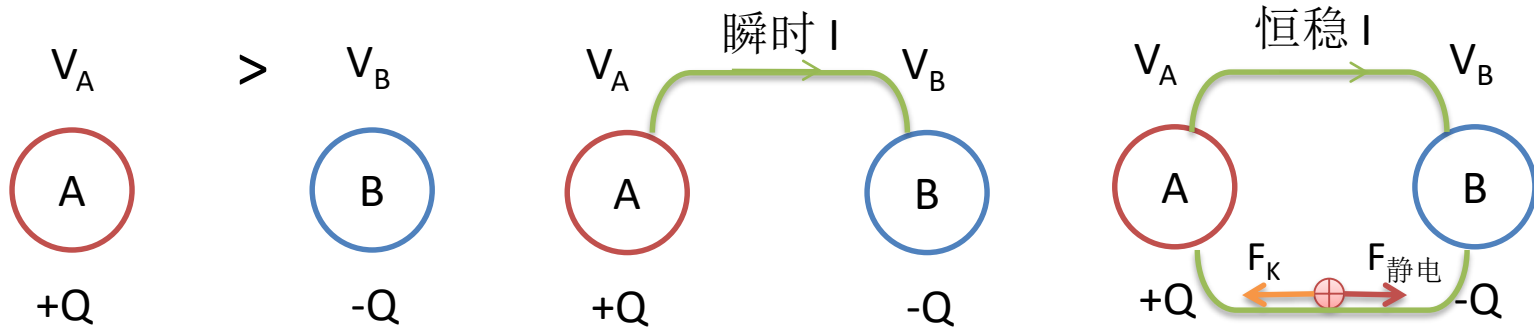 V_A > V_B
A B
+Q -Q
瞬时 I
V_A V_B
A B
+Q -Q
恒稳 I
V_A V_B
A B
F_K F_静电
+Q -Q